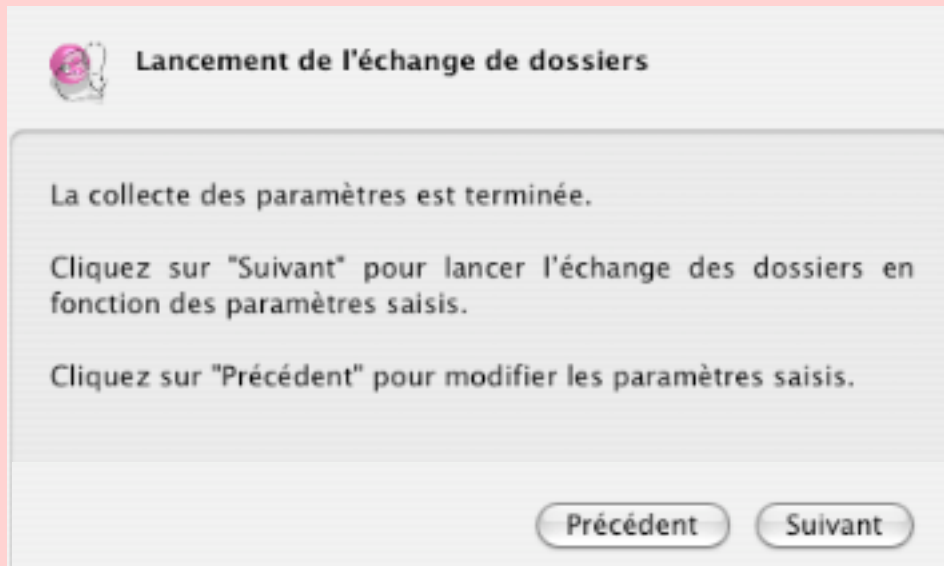 Lancement de l'échange de dossiers
La collecte des paramètres est terminée.
Cliquez sur "Suivant" pour lancer l'échange des dossiers en
fonction des paramètres saisis.
Cliquez sur "Précédent" pour modifier les paramètres saisis.
Précédent Suivant